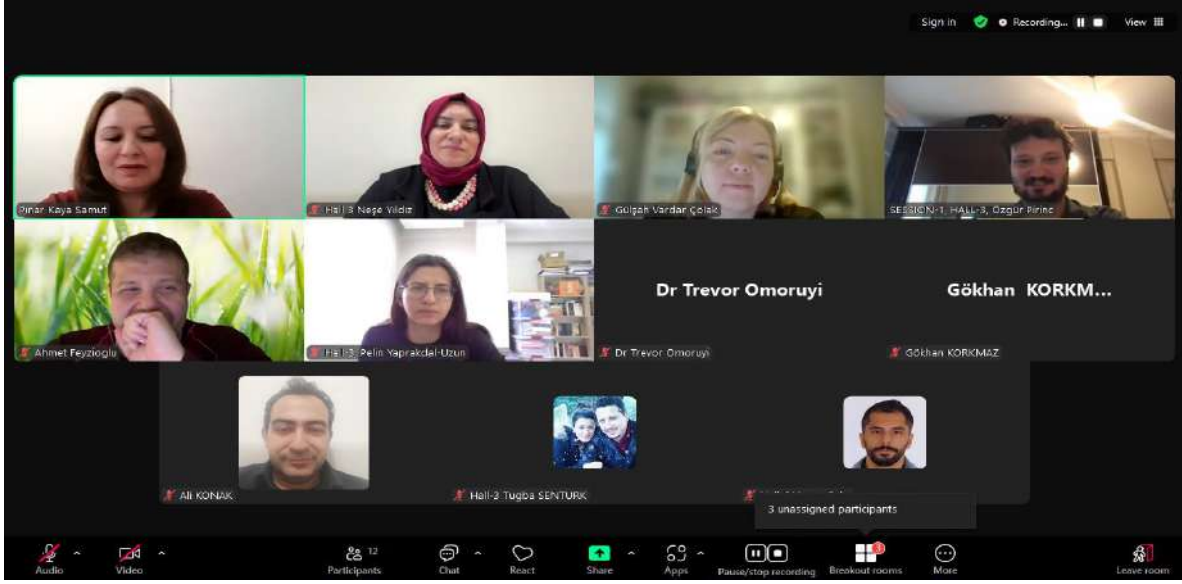 Sign in
Recording...
View
Pınar Kaya Samut
Hall-3 Neşe Yıldız
Gülşah Vardar Çolak
SESSION-1, HALL-3, Özgür Pirinc
Ahmet Feyzioglu
Hall-3, Pelin Yaprakdal-Uzun
Dr Trevor Omoruyi
Dr Trevor Omoruyi
Gökhan KORKM...
Gökhan KORKMAZ
Ali KONAK
Hall-3 Tugba SENTURK
3 unassigned participants
Audio
Video
12
Participants
Chat
React
Share
Apps
Pause/stop recording
3
Breakout rooms
More
Leave room